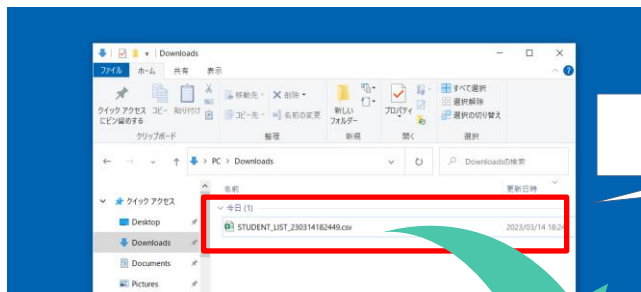 Downloads
ファイル ホーム 共有 表示
クイック アクセス
にピン留めする
コピー
貼り付け
移動先
削除
コピー先
名前の変更
新しい
フォルダー
プロパティ
すべて選択
選択解除
選択の切り替え
クリップボード 整理 新規 開く 選択
PC > Downloads
Downloadsの検索
名前 更新日時
クイック アクセス
今日 (1)
Desktop
STUDENT_LIST_230314182449.csv 2023/03/14 18:24
Downloads
Documents
Pictures